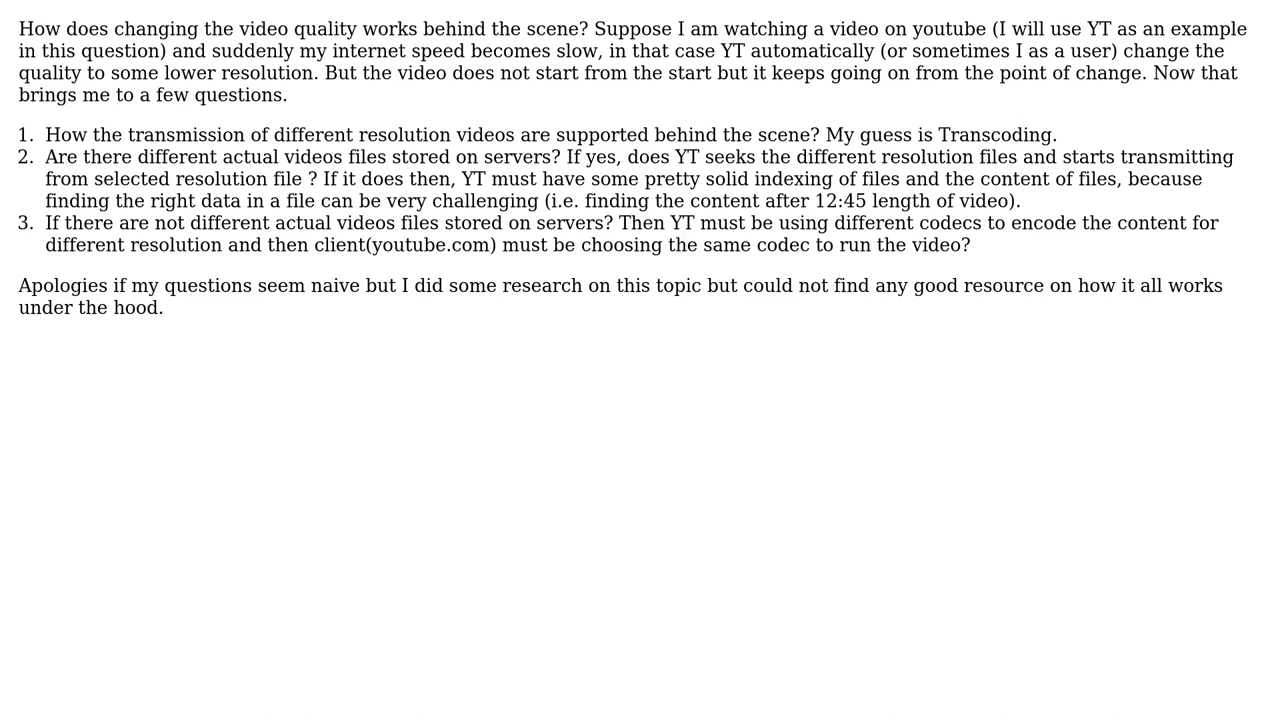 How does changing the video quality works behind the scene? Suppose I am watching a video on youtube (I will use YT as an example
in this question) and suddenly my internet speed becomes slow, in that case YT automatically (or sometimes I as a user) change the
quality to some lower resolution. But the video does not start from the start but it keeps going on from the point of change. Now that
brings me to a few questions.
1. How the transmission of different resolution videos are supported behind the scene? My guess is Transcoding.
2. Are there different actual videos files stored on servers? If yes, does YT seeks the different resolution files and starts transmitting
from selected resolution file ? If it does then, YT must have some pretty solid indexing of files and the content of files, because
finding the right data in a file can be very challenging (i.e. finding the content after 12:45 length of video).
3. If there are not different actual videos files stored on servers? Then YT must be using different codecs to encode the content for
different resolution and then client(youtube.com) must be choosing the same codec to run the video?
Apologies if my questions seem naive but I did some research on this topic but could not find any good resource on how it all works
under the hood.